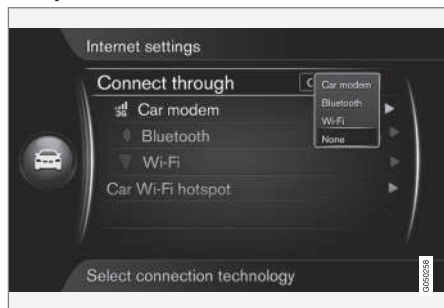 Internet settings
Connect through
C
Car modem
Bluetooth
Wi-Fi
None
3G
Car modem
Bluetooth
Wi-Fi
Car Wi-Fi hotspot
Select connection technology
G050258